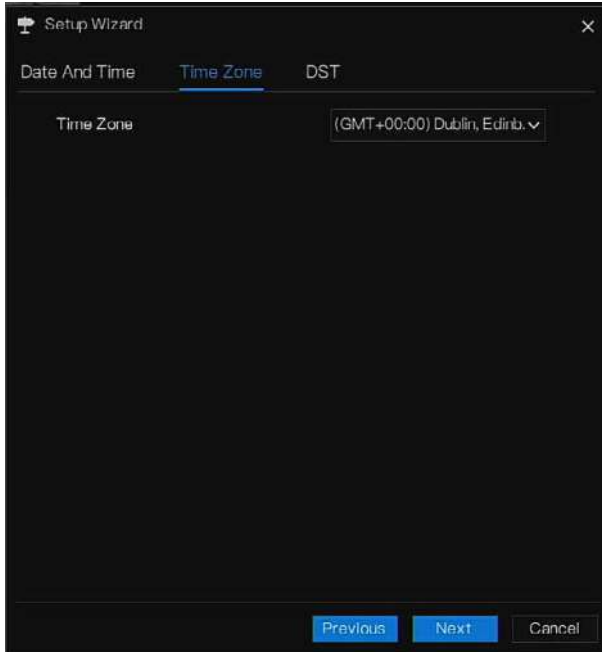 Setup Wizard
Date And Time Time Zone DST
Time Zone (GMT+00:00) Dublin, Edinb.
Previous Next Cancel